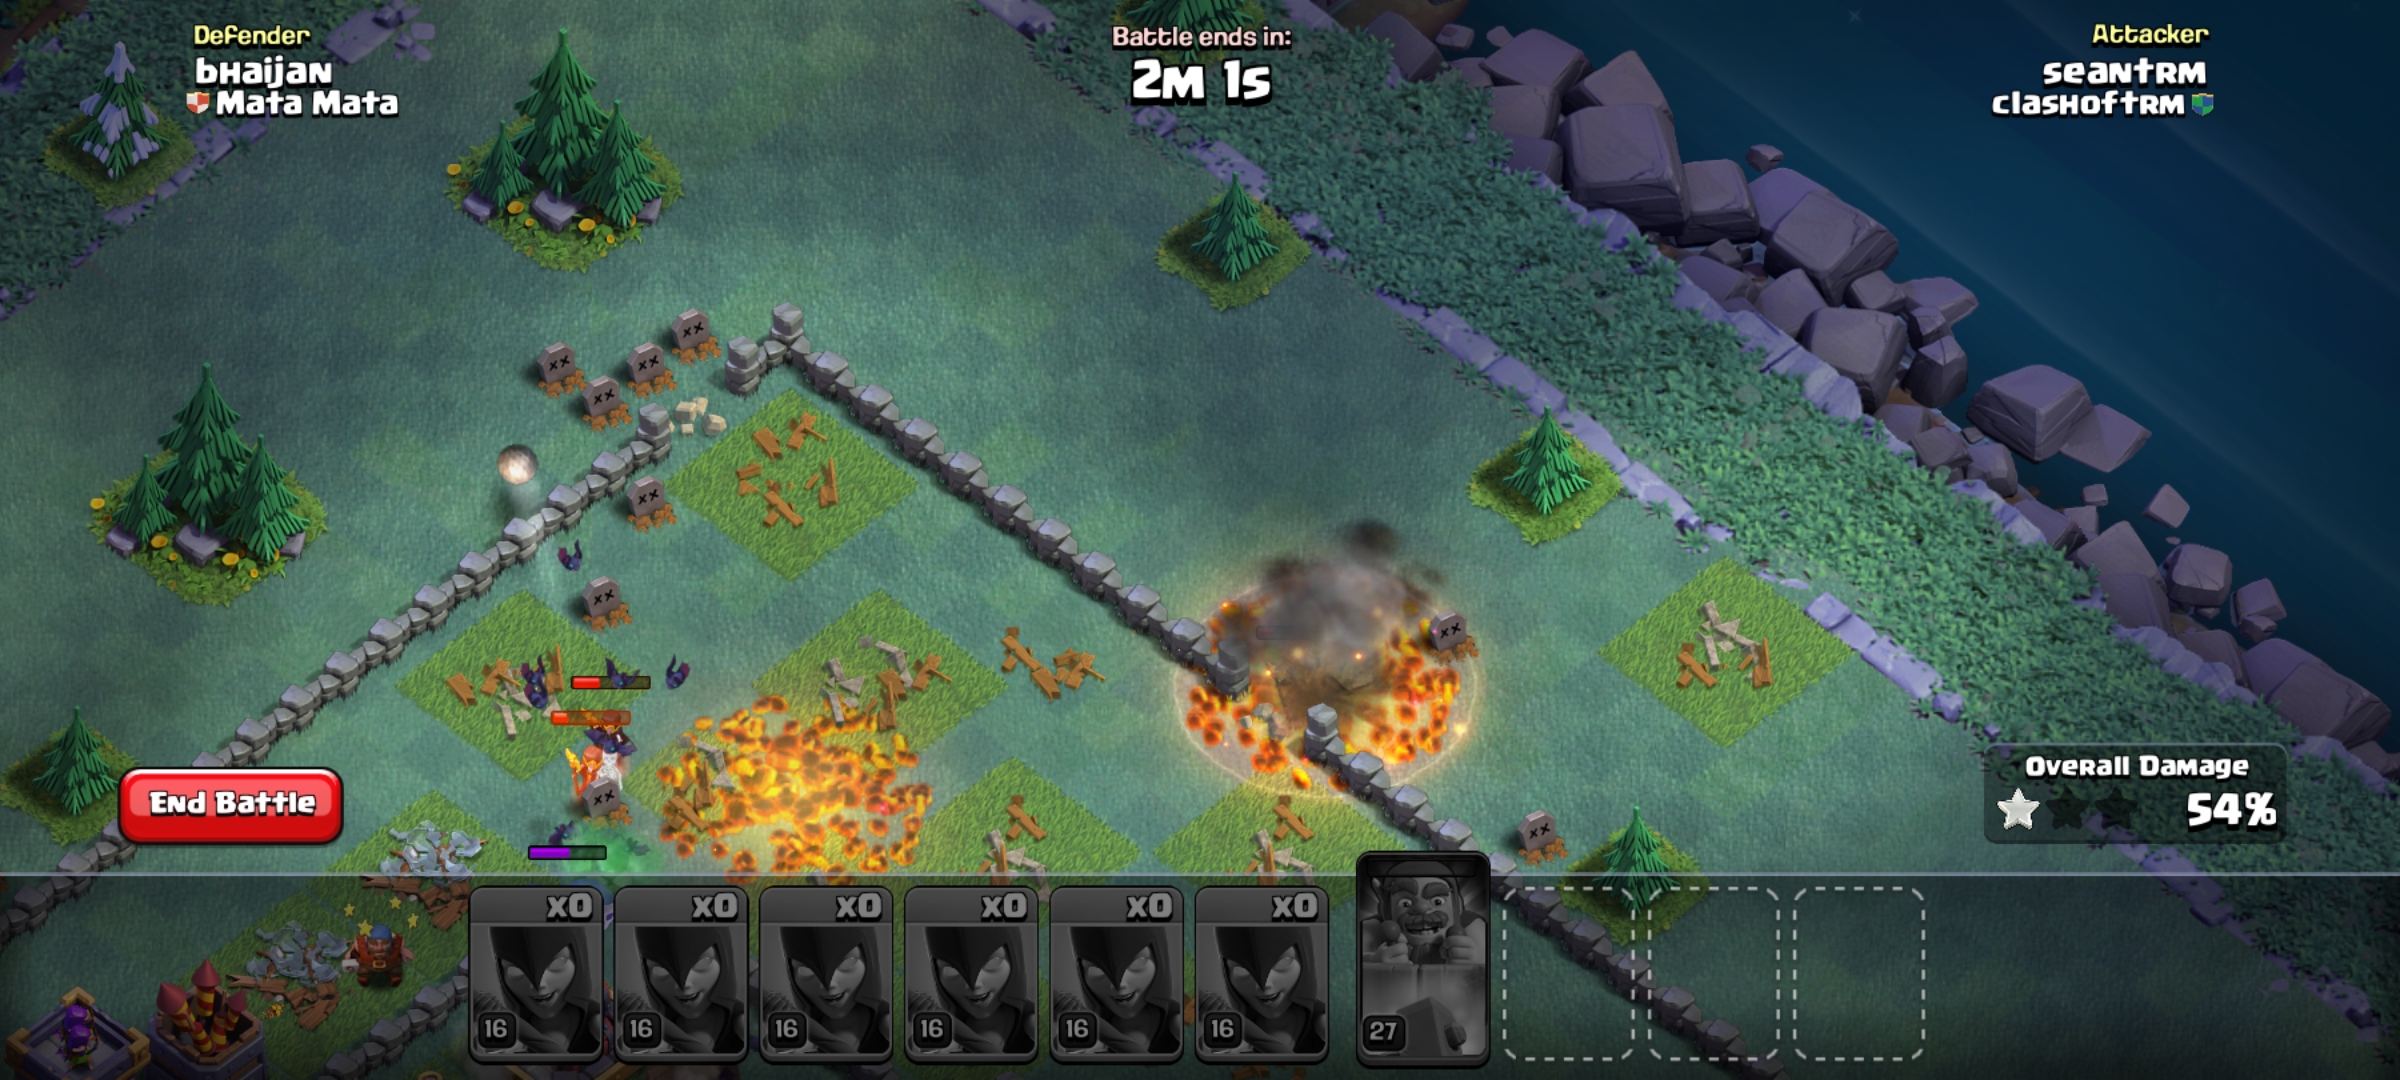 Defender
bhaijan
Mata Mata
Battle ends in:
2m 1s
Attacker
seantrm
clashoftrm
End Battle
Overall Damage
54%
x0 x0 x0 x0 x0 x0
16 16 16 16 16 16 27